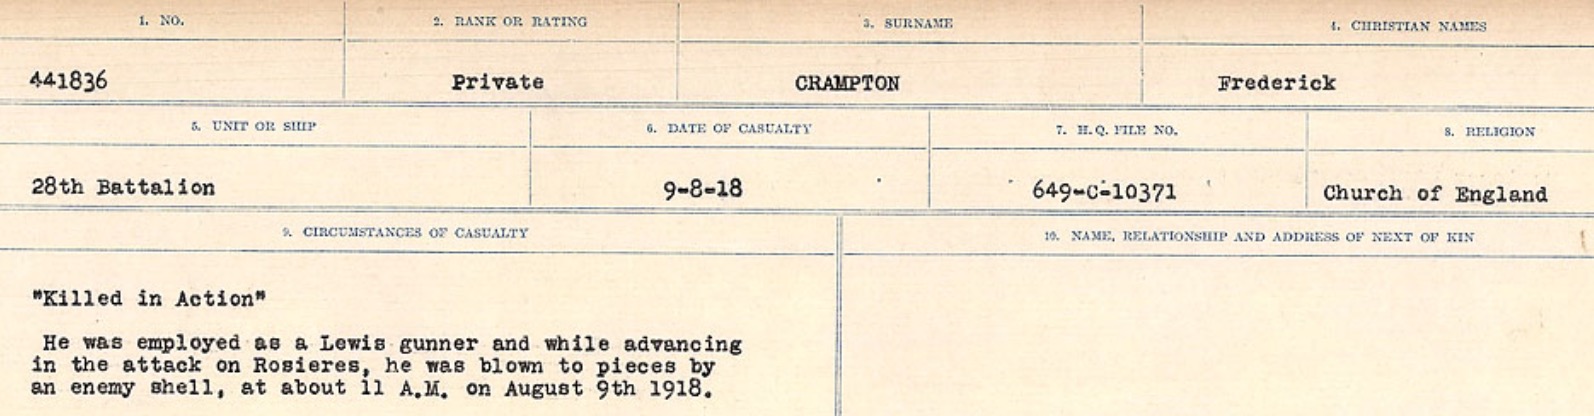 1. NO. 2. RANK OR RATING 3. SURNAME 4. CHRISTIAN NAMES
441836 Private CRAMPTON Frederick
5. UNIT OR SHIP 6. DATE OF CASUALTY 7. H.Q. FILE NO. 8. RELIGION
28th Battalion 9-8-18 649-C-10371 Church of England
9. CIRCUMSTANCES OF CASUALTY 10. NAME, RELATIONSHIP AND ADDRESS OF NEXT OF KIN
"Killed in Action"
He was employed as a Lewis gunner and while advancing
in the attack on Rosieres, he was blown to pieces by
an enemy shell, at about 11 A.M. on August 9th 1918.